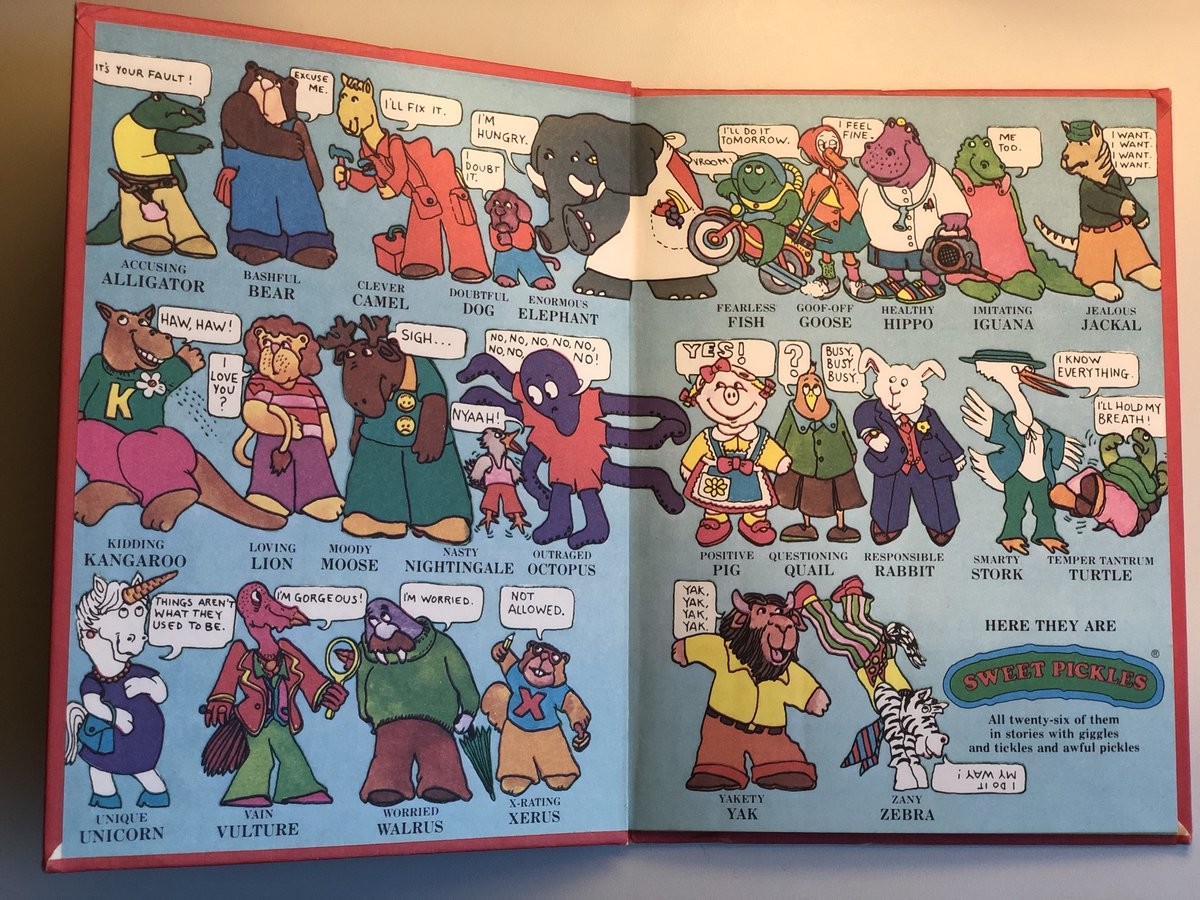 IT'S YOUR FAULT!
ACCUSING
ALLIGATOR
EXCUSE
ME.
BASHFUL
BEAR
I'LL FIX IT.
CLEVER
CAMEL
I
DOUBT
IT.
DOUBTFUL
DOG
I'M
HUNGRY.
ENORMOUS
ELEPHANT
VROOM!
FEARLESS
FISH
I'LL DO IT
TOMORROW.
GOOF-OFF
GOOSE
I FEEL
FINE.
HEALTHY
HIPPO
ME
TOO.
IMITATING
IGUANA
I WANT.
I WANT.
I WANT.
I WANT.
JEALOUS
JACKAL
HAW, HAW!
K
KIDDING
KANGAROO
I
LOVE
YOU
?
LOVING
LION
SIGH...
MOODY
MOOSE
NYAAH!
NASTY
NIGHTINGALE
NO, NO, NO, NO, NO,
NO, NO, NO!
OUTRAGED
OCTOPUS
YES!
POSITIVE
PIG
?
QUESTIONING
QUAIL
BUSY,
BUSY,
BUSY.
RESPONSIBLE
RABBIT
I KNOW
EVERYTHING.
SMARTY
STORK
I'LL HOLD MY
BREATH!
TEMPER TANTRUM
TURTLE
THINGS AREN'T
WHAT THEY
USED TO BE.
UNIQUE
UNICORN
I'M GORGEOUS!
VAIN
VULTURE
I'M WORRIED.
WORRIED
WALRUS
NOT
ALLOWED.
X
X-RATING
XERUS
YAK,
YAK,
YAK,
YAK.
YAKETY
YAK
I DO IT
MY WAY!
ZANY
ZEBRA
HERE THEY ARE
SWEET PICKLES®
All twenty-six of them
in stories with giggles
and tickles and awful pickles